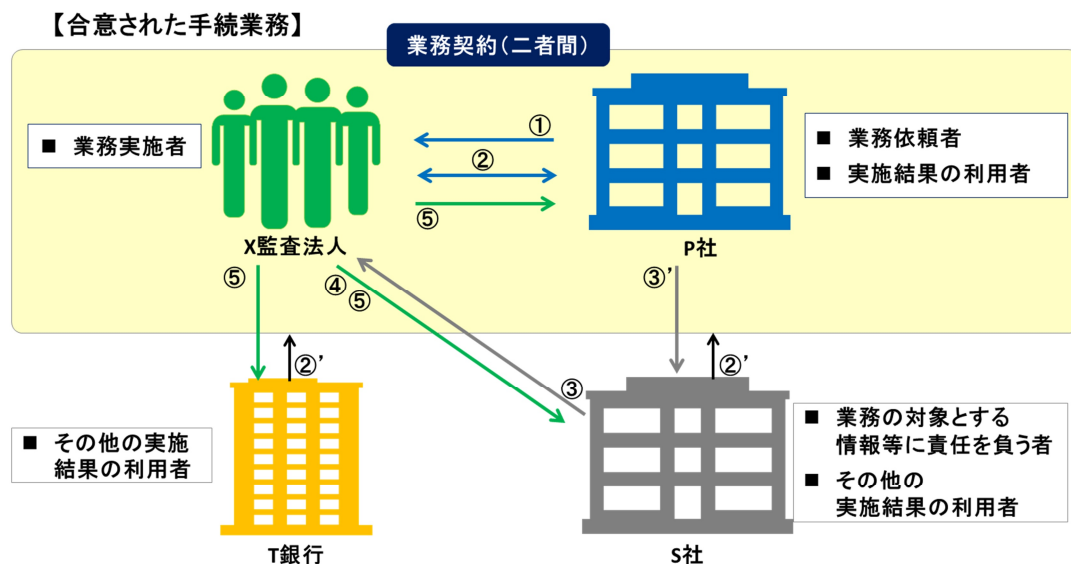 【合意された手続業務】
業務契約（二者間）
■ 業務実施者
①
②
⑤
■ 業務依頼者
■ 実施結果の利用者
X監査法人
P社
⑤
④
⑤
③’
②’
③
②’
■ その他の実施
結果の利用者
■ 業務の対象とする
情報等に責任を負う者
■ その他の
実施結果の利用者
T銀行
S社